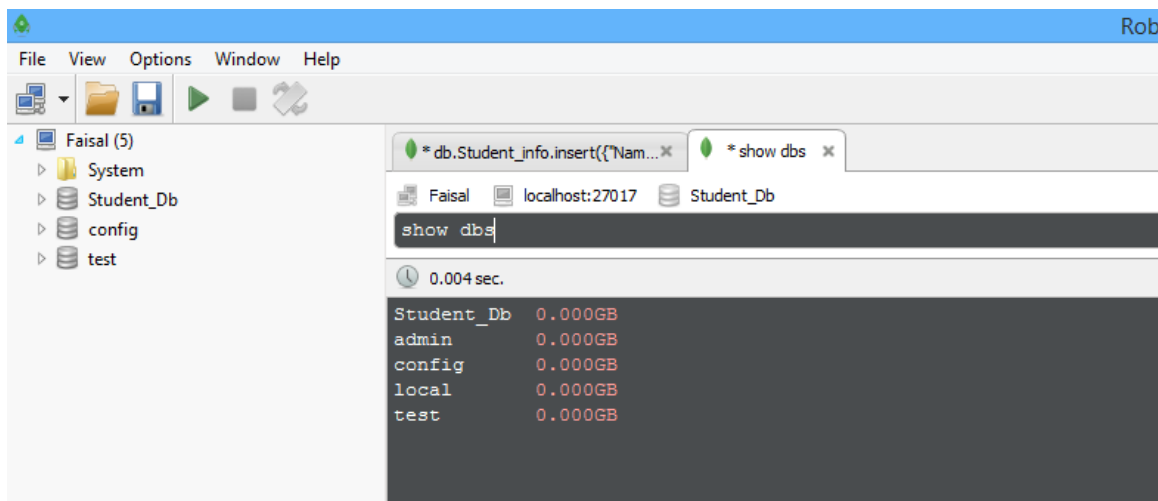 Rob
File View Options Window Help
Faisal (5)
System
Student_Db
config
test
* db.Student_info.insert({"Nam...
* show dbs
Faisal localhost:27017 Student_Db
show dbs
0.004 sec.
Student_Db 0.000GB
admin 0.000GB
config 0.000GB
local 0.000GB
test 0.000GB